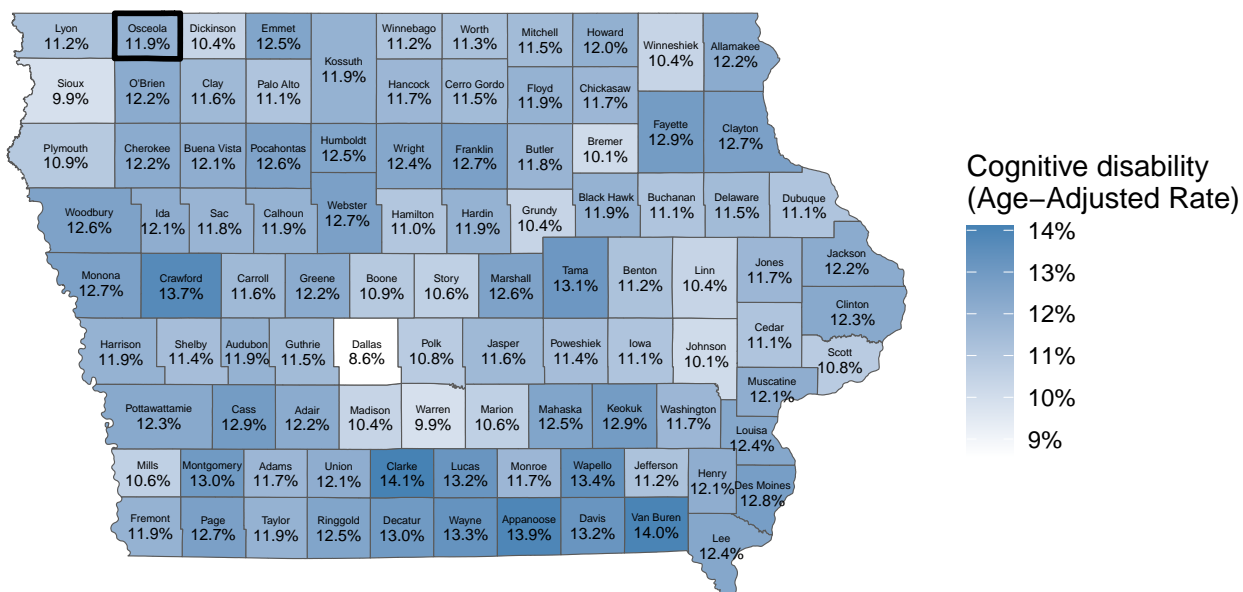 Lyon
11.2%
Osceola
11.9%
Dickinson
10.4%
Emmet
12.5%
Kossuth
11.9%
Winnebago
11.2%
Worth
11.3%
Mitchell
11.5%
Howard
12.0%
Winneshiek
10.4%
Allamakee
12.2%
Sioux
9.9%
O'Brien
12.2%
Clay
11.6%
Palo Alto
11.1%
Hancock
11.7%
Cerro Gordo
11.5%
Floyd
11.9%
Chickasaw
11.7%
Fayette
12.9%
Clayton
12.7%
Plymouth
10.9%
Cherokee
12.2%
Buena Vista
12.1%
Pocahontas
12.6%
Humboldt
12.5%
Wright
12.4%
Franklin
12.7%
Butler
11.8%
Bremer
10.1%
Woodbury
12.6%
Ida
12.1%
Sac
11.8%
Calhoun
11.9%
Webster
12.7%
Hamilton
11.0%
Hardin
11.9%
Grundy
10.4%
Black Hawk
11.9%
Buchanan
11.1%
Delaware
11.5%
Dubuque
11.1%
Monona
12.7%
Crawford
13.7%
Carroll
11.6%
Greene
12.2%
Boone
10.9%
Story
10.6%
Marshall
12.6%
Tama
13.1%
Benton
11.2%
Linn
10.4%
Jones
11.7%
Jackson
12.2%
Clinton
12.3%
Harrison
11.9%
Shelby
11.4%
Audubon
11.9%
Guthrie
11.5%
Dallas
8.6%
Polk
10.8%
Jasper
11.6%
Poweshiek
11.4%
Iowa
11.1%
Johnson
10.1%
Cedar
11.1%
Scott
10.8%
Muscatine
12.1%
Pottawattamie
12.3%
Cass
12.9%
Adair
12.2%
Madison
10.4%
Warren
9.9%
Marion
10.6%
Mahaska
12.5%
Keokuk
12.9%
Washington
11.7%
Louisa
12.4%
Mills
10.6%
Montgomery
13.0%
Adams
11.7%
Union
12.1%
Clarke
14.1%
Lucas
13.2%
Monroe
11.7%
Wapello
13.4%
Jefferson
11.2%
Henry
12.1%
Des Moines
12.8%
Fremont
11.9%
Page
12.7%
Taylor
11.9%
Ringgold
12.5%
Decatur
13.0%
Wayne
13.3%
Appanoose
13.9%
Davis
13.2%
Van Buren
14.0%
Lee
12.4%
Cognitive disability
(Age−Adjusted Rate)
14%
13%
12%
11%
10%
9%